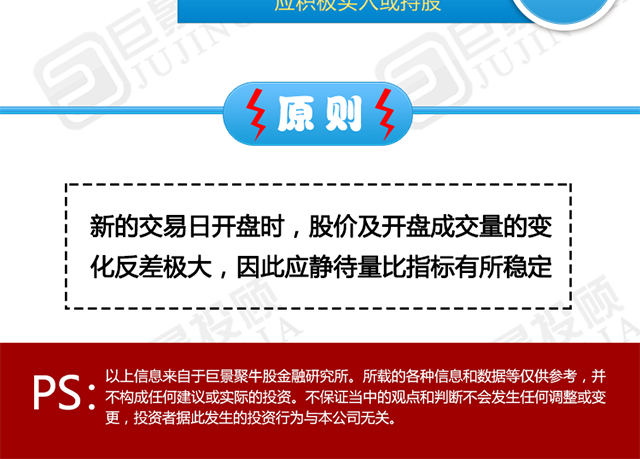 应积极买入或持股
巨景
JUJING
原则
新的交易日开盘时，股价及开盘成交量的变
化反差极大，因此应静待量比指标有所稳定
巨景投顾
PS：
以上信息来自于巨景聚牛股金融研究所。所载的各种信息和数据等仅供参考，并
不构成任何建议或实际的投资。不保证当中的观点和判断不会发生任何调整或变
更，投资者据此发生的投资行为与本公司无关。